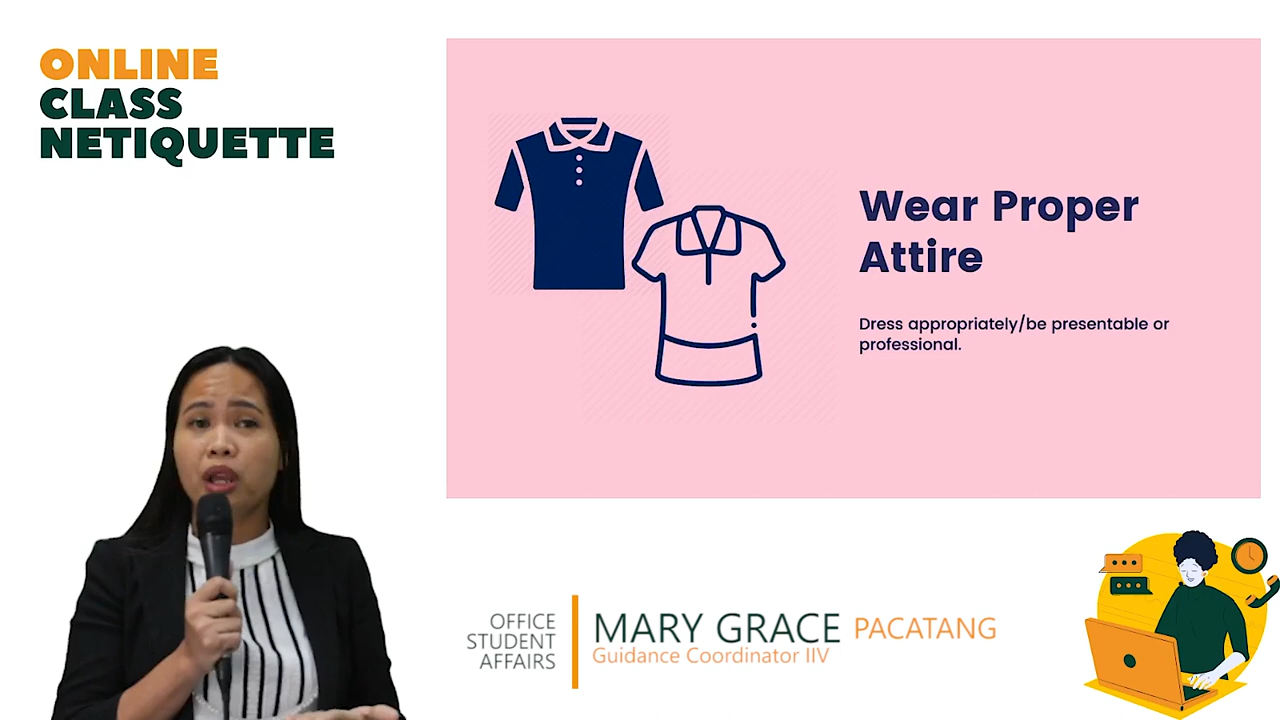 ONLINE
CLASS
NETIQUETTE
Wear Proper
Attire
Dress appropriately/be presentable or
professional.
OFFICE
STUDENT
AFFAIRS
MARY GRACE PACATANG
Guidance Coordinator IIV